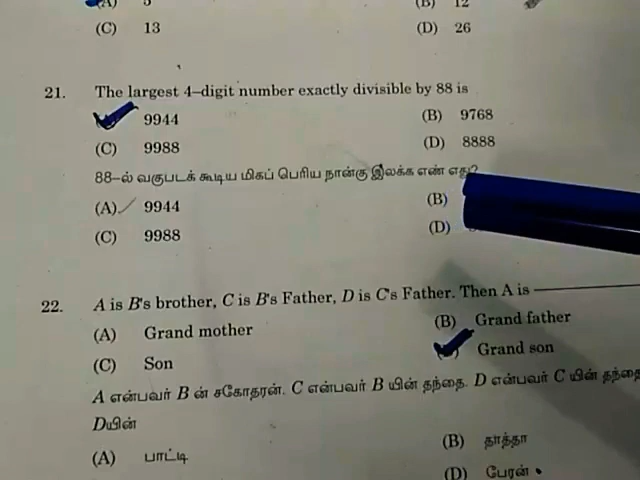 (A) 5 (B) 12
(C) 13 (D) 26
21. The largest 4–digit number exactly divisible by 88 is
9944 (B) 9768
(C) 9988 (D) 8888
88–ல் வகுபடக் கூடிய மிகப் பெரிய நான்கு இலக்க எண் எது?
(A) 9944 (B)
(C) 9988 (D)
22. A is B's brother, C is B's Father, D is C's Father. Then A is
(A) Grand mother (B) Grand father
(C) Son Grand son
A என்பவர் B ன் சகோதரன். C என்பவர் B யின் தந்தை. D என்பவர் C யின் தந்தை
Dயின்
(A) பாட்டி (B) தாத்தா
(D) பேரன்